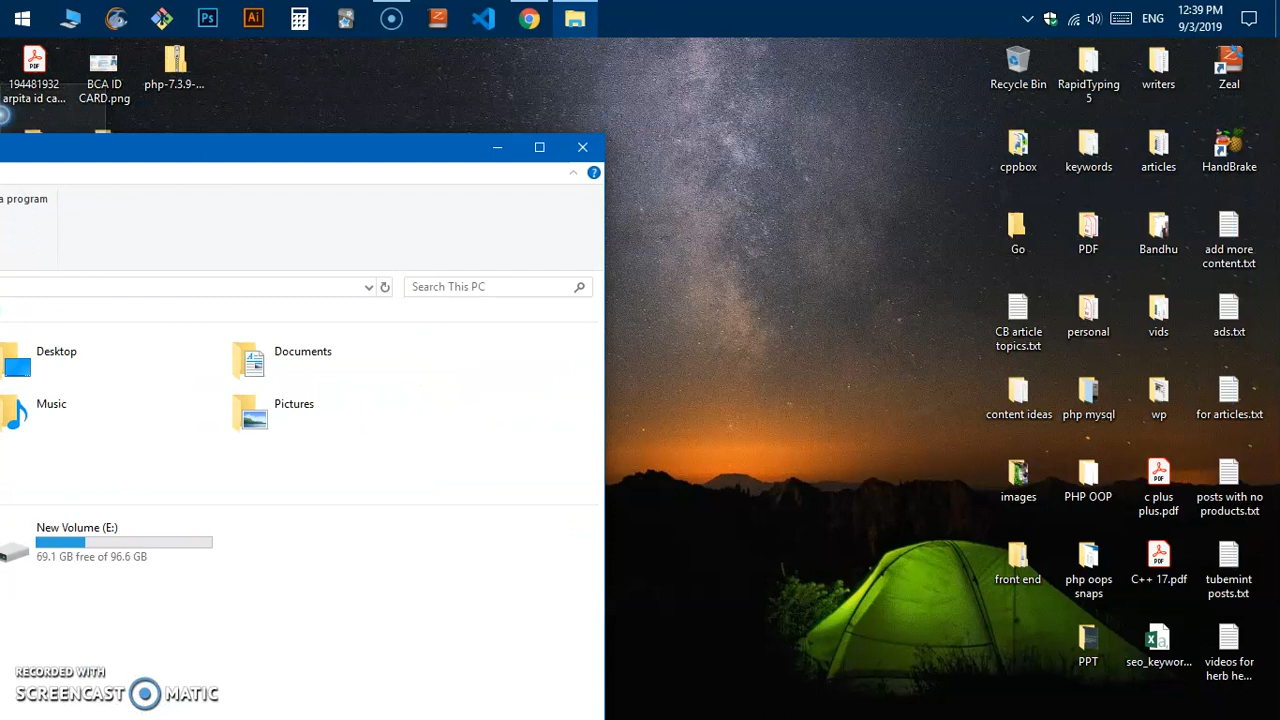 Ps
Ai
ENG
12:39 PM
9/3/2019
PDF
194481932
arpita id ca...
BCA ID
CARD.png
php-7.3.9-...
Recycle Bin
RapidTyping
5
writers
Zeal
cppbox
keywords
articles
HandBrake
Go
PDF
Bandhu
add more
content.txt
CB article
topics.txt
personal
vids
ads.txt
content ideas
php mysql
wp
for articles.txt
images
PHP OOP
PDF
c plus
plus.pdf
posts with no
products.txt
front end
php oops
snaps
PDF
C++ 17.pdf
tubemint
posts.txt
PPT
seo_keywor...
videos for
herb he...
a program
Search This PC
Desktop
Documents
Music
Pictures
New Volume (E:)
69.1 GB free of 96.6 GB
RECORDED WITH
SCREENCAST MATIC